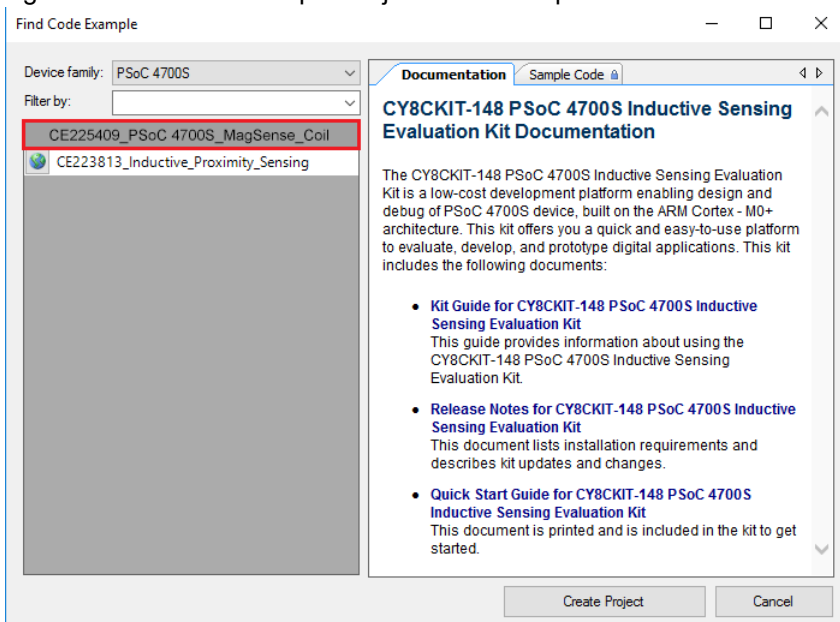 Find Code Example
Device family: PSoC 4700S
Filter by:
CE225409_PSoC 4700S_MagSense_Coil
CE223813_Inductive_Proximity_Sensing
Documentation Sample Code
CY8CKIT-148 PSoC 4700S Inductive Sensing
Evaluation Kit Documentation
The CY8CKIT-148 PSoC 4700S Inductive Sensing Evaluation
Kit is a low-cost development platform enabling design and
debug of PSoC 4700S device, built on the ARM Cortex - M0+
architecture. This kit offers you a quick and easy-to-use platform
to evaluate, develop, and prototype digital applications. This kit
includes the following documents:
• Kit Guide for CY8CKIT-148 PSoC 4700S Inductive
Sensing Evaluation Kit
This guide provides information about using the
CY8CKIT-148 PSoC 4700S Inductive Sensing
Evaluation Kit.
• Release Notes for CY8CKIT-148 PSoC 4700S Inductive
Sensing Evaluation Kit
This document lists installation requirements and
describes kit updates and changes.
• Quick Start Guide for CY8CKIT-148 PSoC 4700S
Inductive Sensing Evaluation Kit
This document is printed and is included in the kit to get
started.
Create Project Cancel